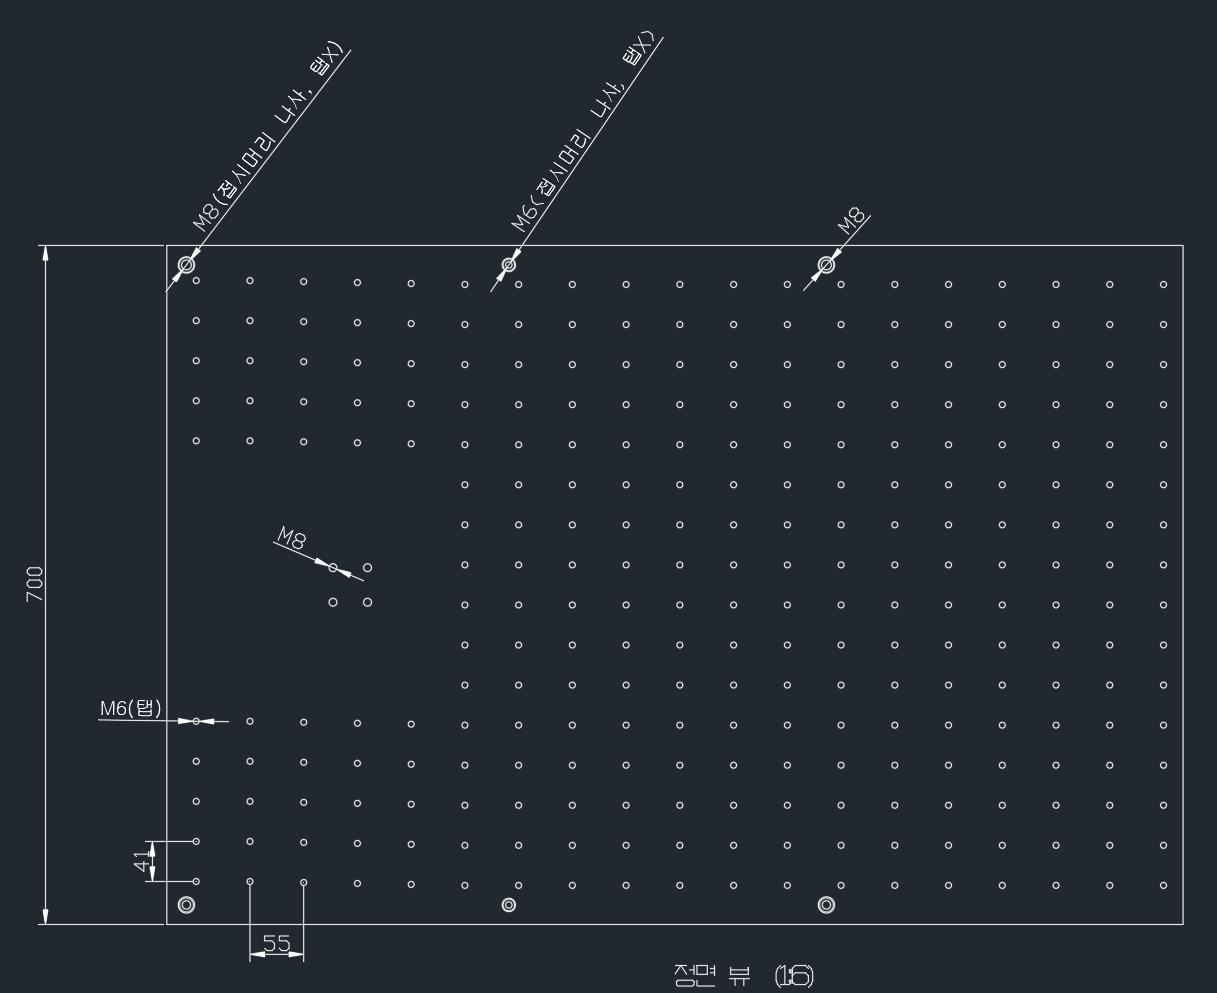 M8(접시머리 나사, 탭X)
M6(접시머리 나사, 탭X)
M8
M8
700
M6(탭)
41
55
정면 뷰 (1:6)